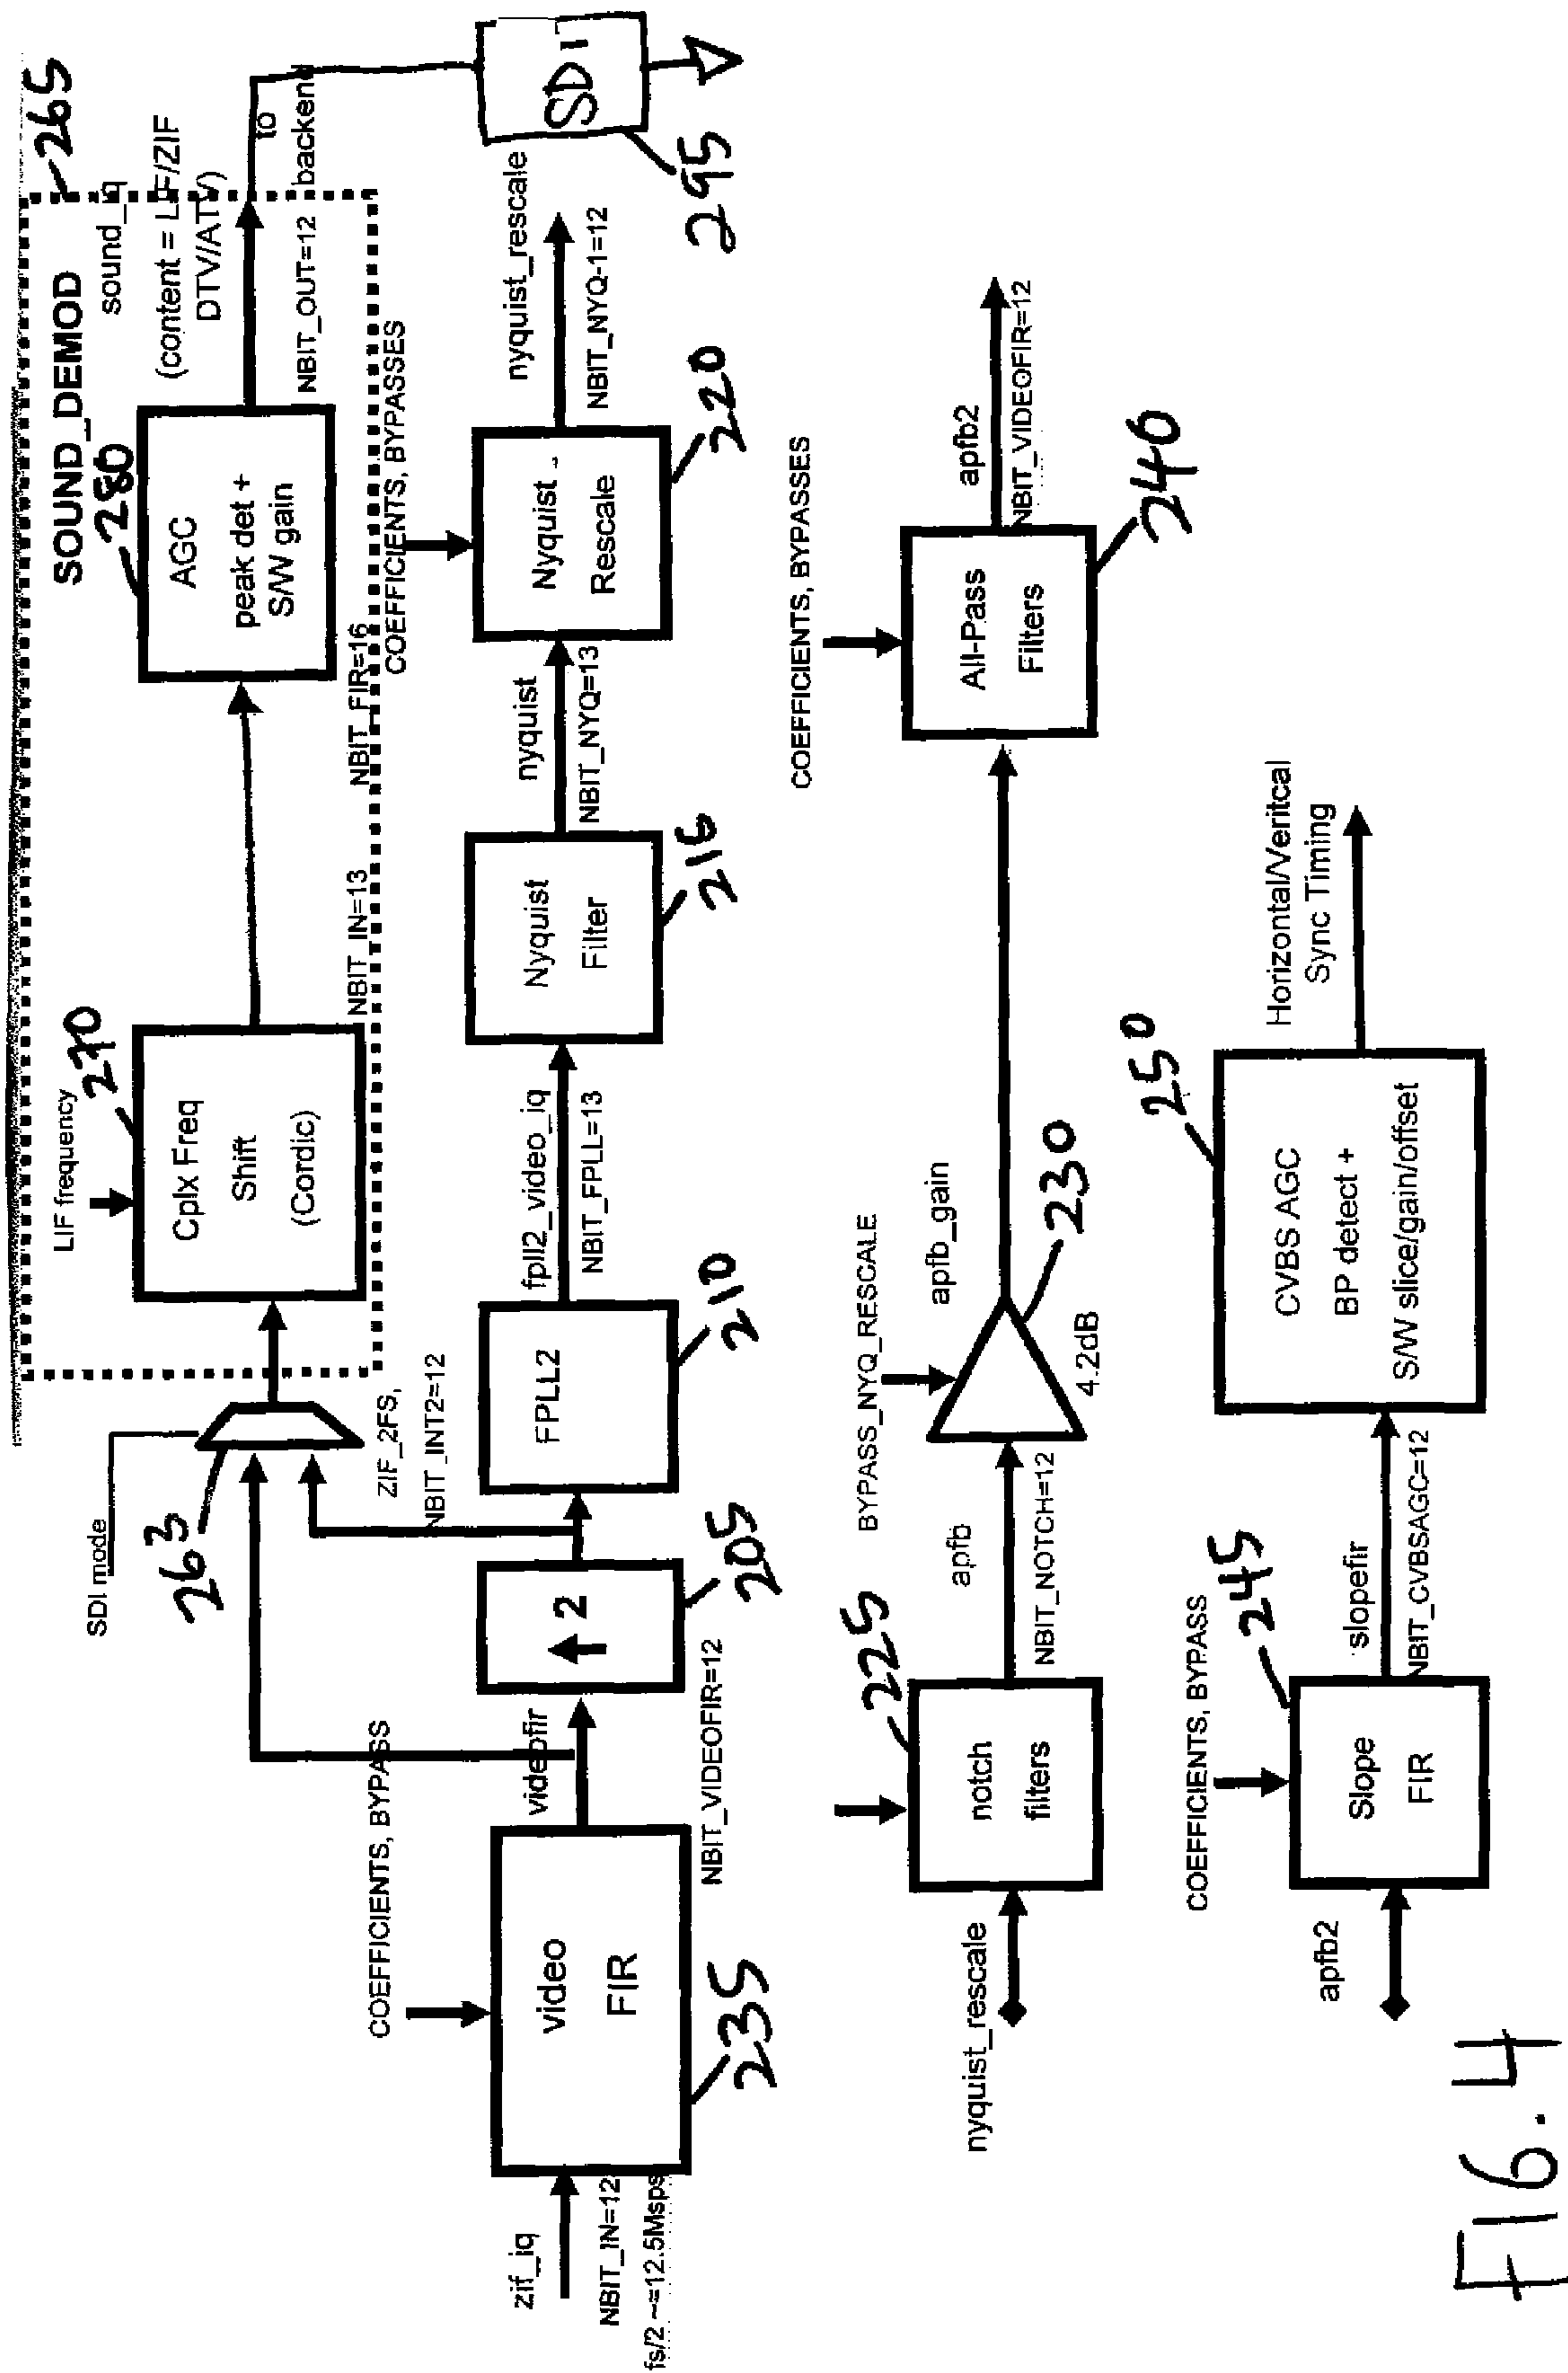 265
SOUND_DEMOD
sound_iq
(content = LIF/ZIF
DTV/ATV)
to
backend
280
AGC
peak det +
S/W gain
NBIT_OUT=12
NBIT_FIR=16
LIF frequency
270
Cplx Freq
Shift
(Cordic)
NBIT_IN=13
SDI mode
263
ZIF_2FS,
NBIT_INT2=12
SDI
295
zif_iq
NBIT_IN=12
fs/2 ~=12.5Msps
COEFFICIENTS, BYPASS
video
FIR
235
videofir
NBIT_VIDEOFIR=12
2
205
FPLL2
210
fpll2_video_iq
NBIT_FPLL=13
Nyquist
Filter
216
nyquist
NBIT_NYQ=13
COEFFICIENTS, BYPASSES
Nyquist
Rescale
220
nyquist_rescale
NBIT_NYQ-1=12
nyquist_rescale
225
notch
filters
apfb
NBIT_NOTCH=12
BYPASS_NYQ_RESCALE
apfb_gain
4.2dB
230
COEFFICIENTS, BYPASSES
All-Pass
Filters
240
apfb2
NBIT_VIDEOFIR=12
apfb2
COEFFICIENTS, BYPASS
245
Slope
FIR
slopefir
NBIT_CVBSAGC=12
250
CVBS AGC
BP detect +
S/W slice/gain/offset
Horizontal/Veritcal
Sync Timing
FIG. 4